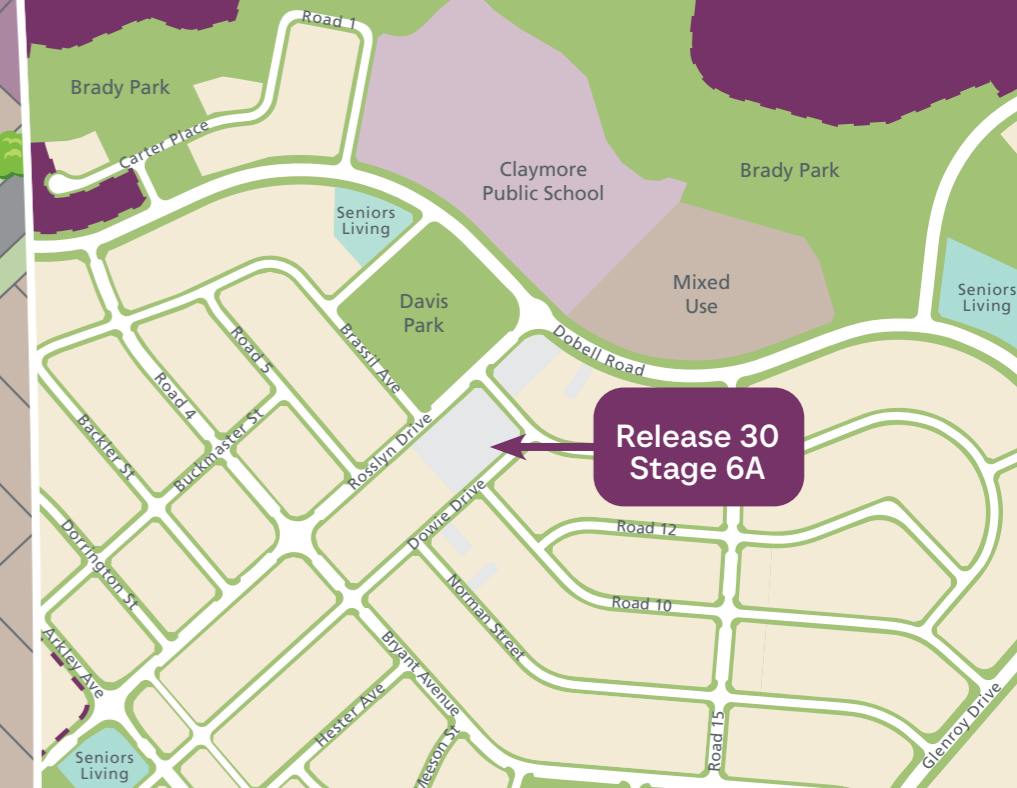 Road 1
Brady Park
Carter Place
Claymore
Public School
Brady Park
Seniors
Living
Davis
Park
Mixed
Use
Seniors
Living
Dobell Road
Brassil Ave
Road 5
Road 4
Backler St
Buckmaster St
Rosslyn Drive
Release 30
Stage 6A
Dowie Drive
Road 12
Dorrington St
Norman Street
Road 10
Arkley Ave
Bryant Avenue
Hester Ave
Meeson St
Road 15
Glenroy Drive
Seniors
Living